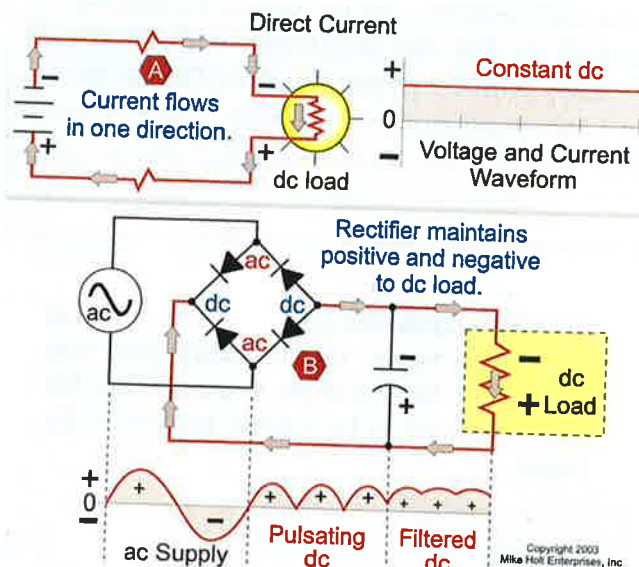 Direct Current
A
Current flows
in one direction.
−
+
−
+
dc load
+
0
−
Constant dc
Voltage and Current
Waveform
Rectifier maintains
positive and negative
to dc load.
ac
ac
dc
dc
ac
B
−
+
−
+
dc
Load
+
0
−
+
−
+
+
+
+
+
+
ac Supply
Pulsating
dc
Filtered
dc
Copyright 2003
Mike Holt Enterprises, Inc